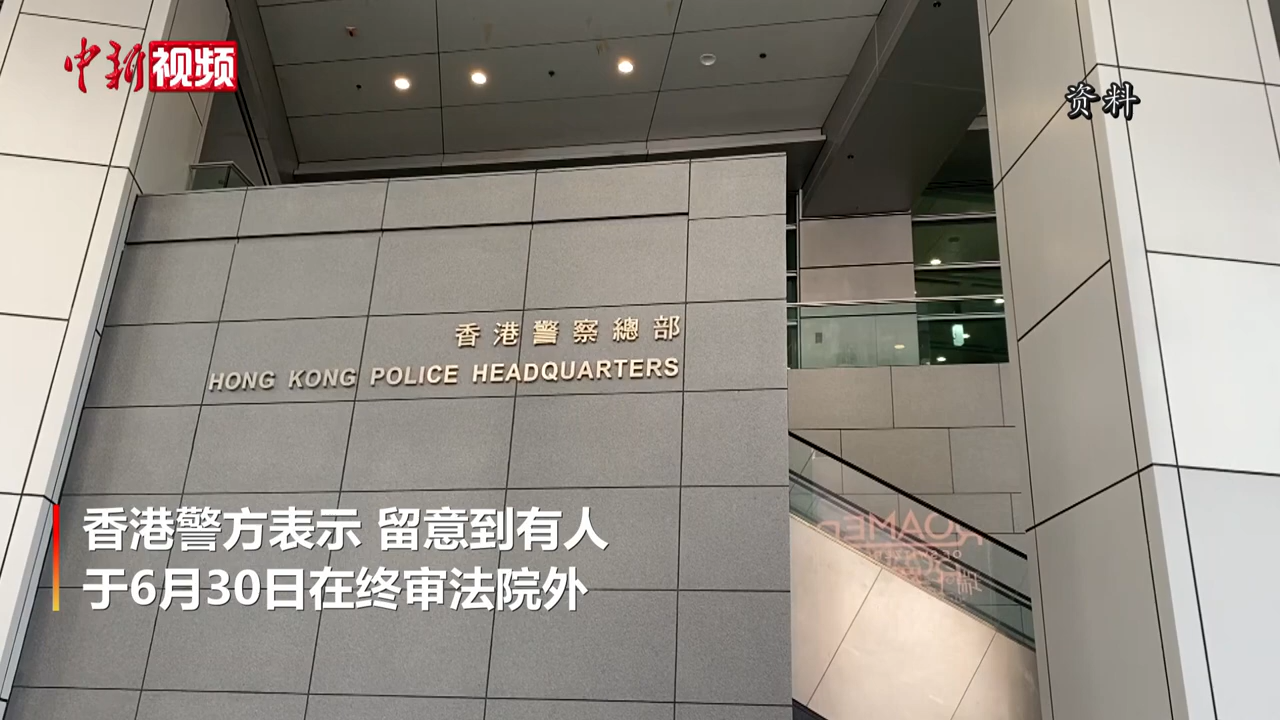 中新视频
资料
香港警察總部
HONG KONG POLICE HEADQUARTERS
香港警方表示 留意到有人
于6月30日在终审法院外